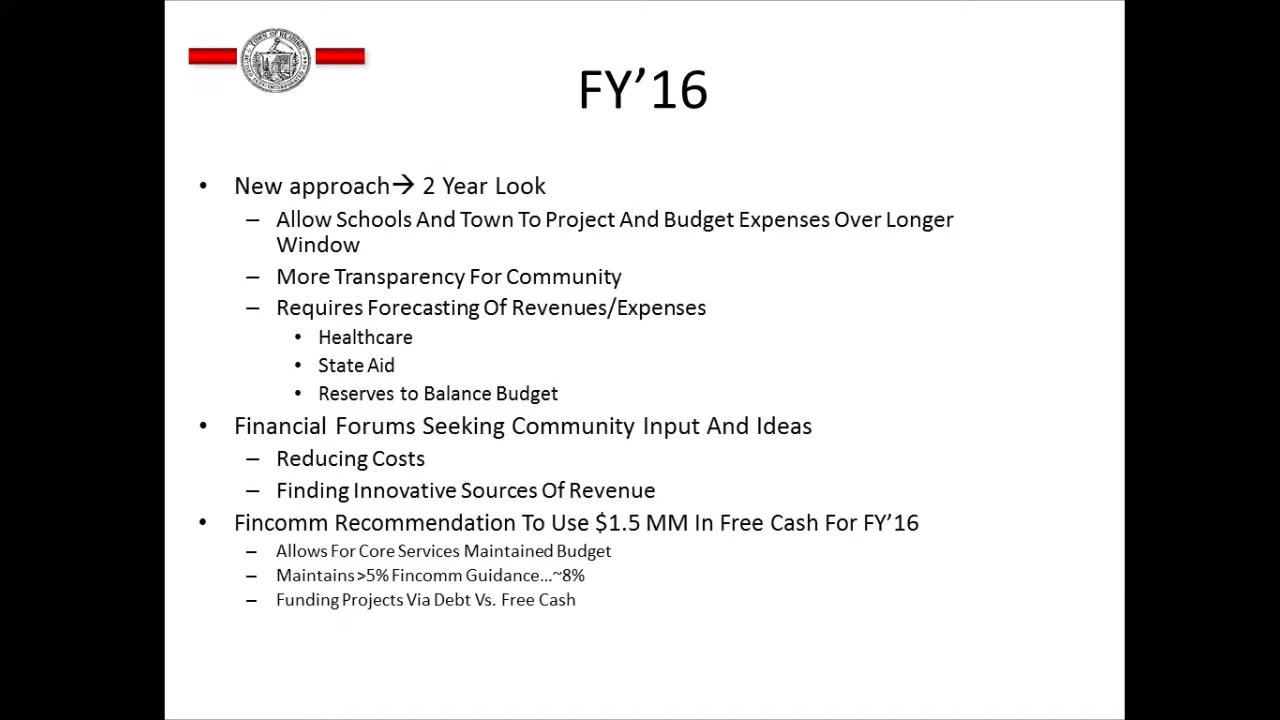 TOWN OF READING
FY’16
• New approach→ 2 Year Look
– Allow Schools And Town To Project And Budget Expenses Over Longer
Window
– More Transparency For Community
– Requires Forecasting Of Revenues/Expenses
• Healthcare
• State Aid
• Reserves to Balance Budget
• Financial Forums Seeking Community Input And Ideas
– Reducing Costs
– Finding Innovative Sources Of Revenue
• Fincomm Recommendation To Use $1.5 MM In Free Cash For FY’16
– Allows For Core Services Maintained Budget
– Maintains >5% Fincomm Guidance…~8%
– Funding Projects Via Debt Vs. Free Cash